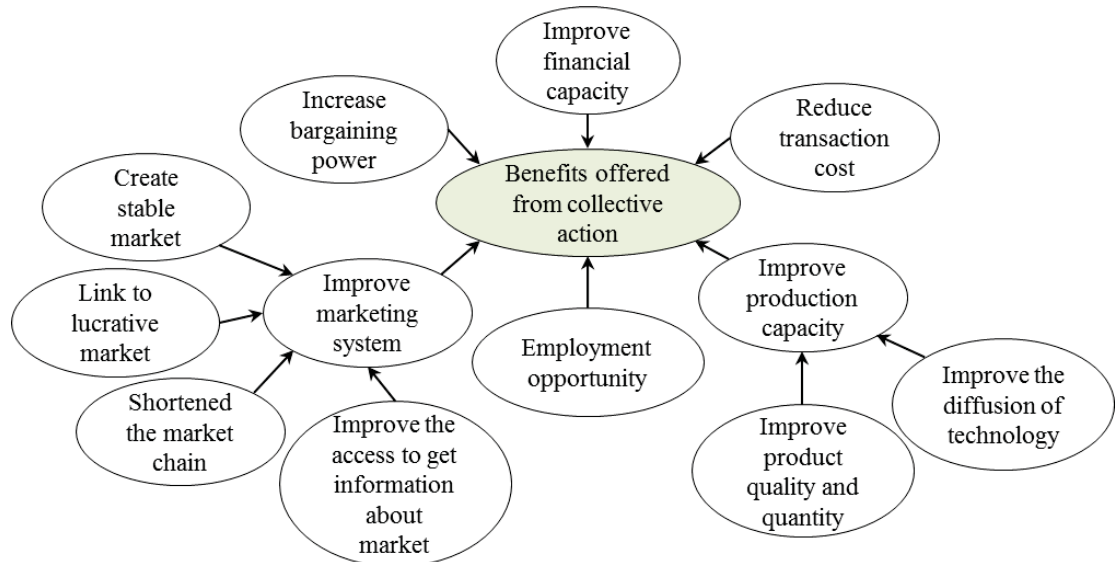 Improve
financial
capacity
Increase
bargaining
power
Reduce
transaction
cost
Benefits offered
from collective
action
Create
stable
market
Link to
lucrative
market
Improve
marketing
system
Employment
opportunity
Improve
production
capacity
Shortened
the market
chain
Improve the
access to get
information
about
market
Improve
product
quality and
quantity
Improve the
diffusion of
technology